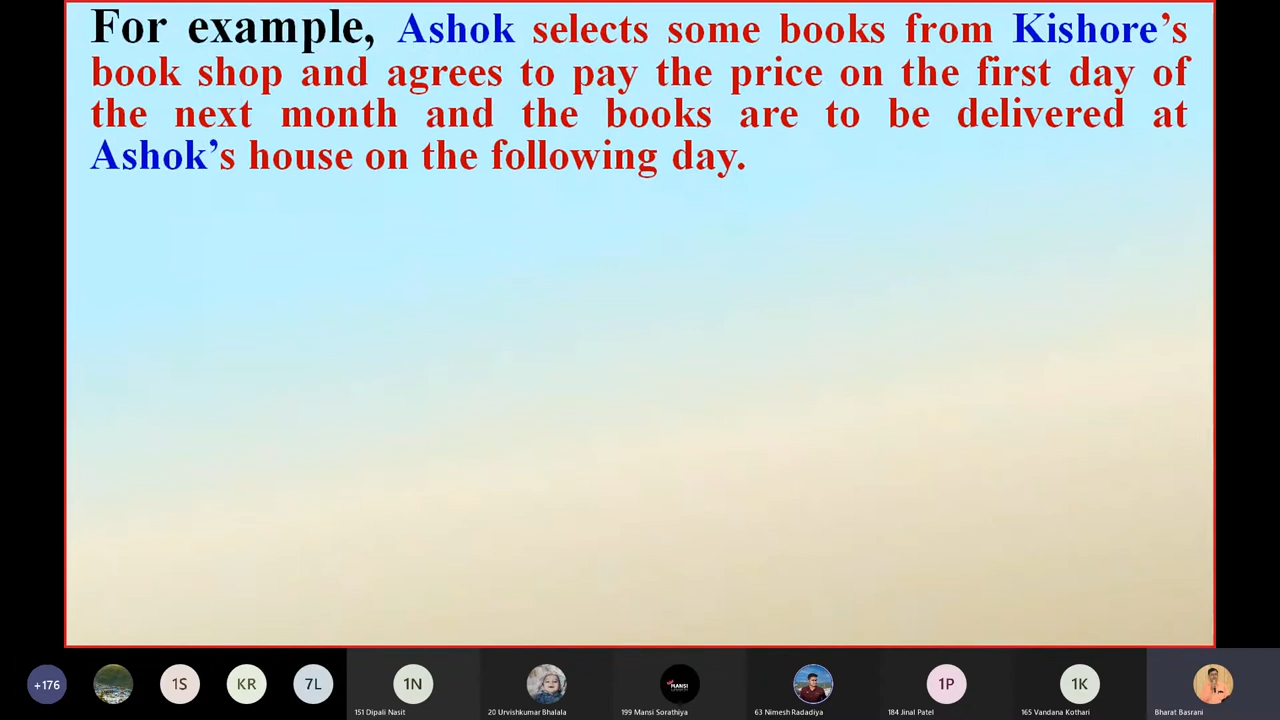 For example, Ashok selects some books from Kishore’s
book shop and agrees to pay the price on the first day of
the next month and the books are to be delivered at
Ashok’s house on the following day.
+176
1S
KR
7L
1N
MANSI
1P
1K
151 Dipali Nasit
20 Urvishkumar Bhalala
199 Mansi Sorathiya
63 Nimesh Radadiya
184 Jinal Patel
165 Vandana Kothari
Bharat Basrani